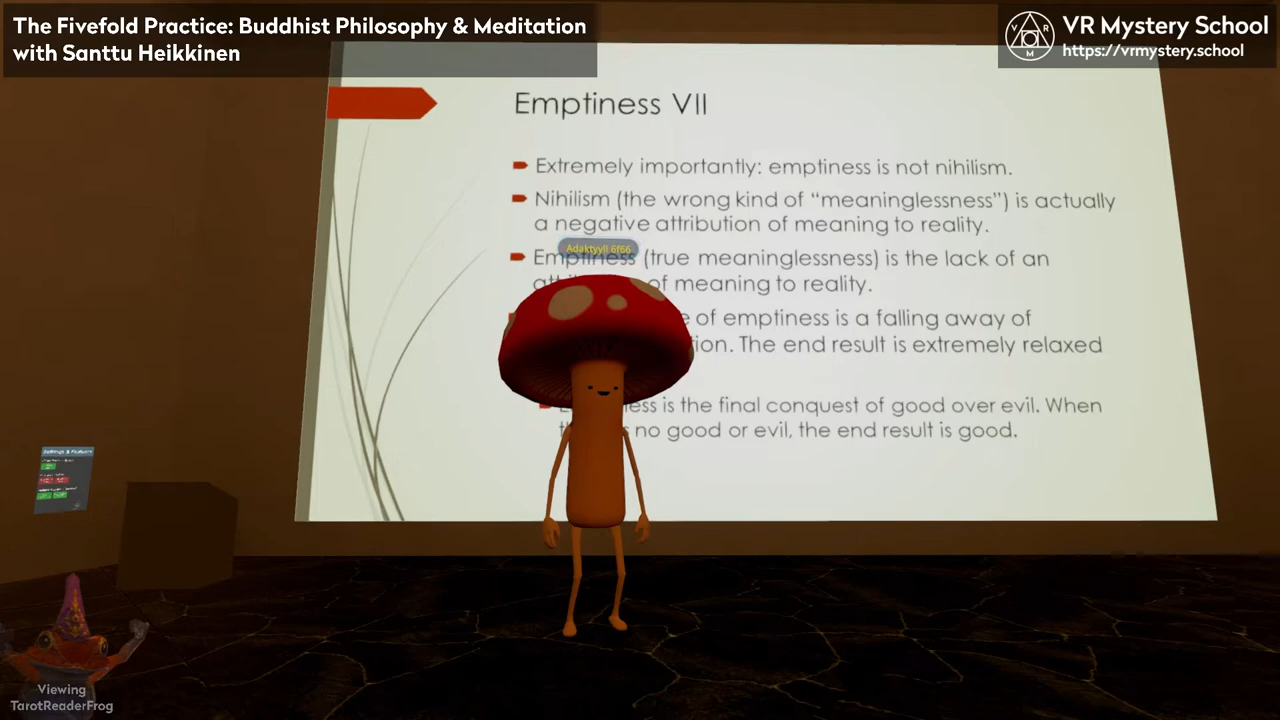 The Fivefold Practice: Buddhist Philosophy & Meditation
with Santtu Heikkinen
VR Mystery School
https://vrmystery.school
V R
M
Emptiness VII
Extremely importantly: emptiness is not nihilism.
Nihilism (the wrong kind of “meaninglessness”) is actually
a negative attribution of meaning to reality.
Adaktyyli 6f66
Emptiness (true meaninglessness) is the lack of an
of meaning to reality.
of emptiness is a falling away of
The end result is extremely relaxed
is the final conquest of good over evil. When
no good or evil, the end result is good.
Viewing
TarotReaderFrog